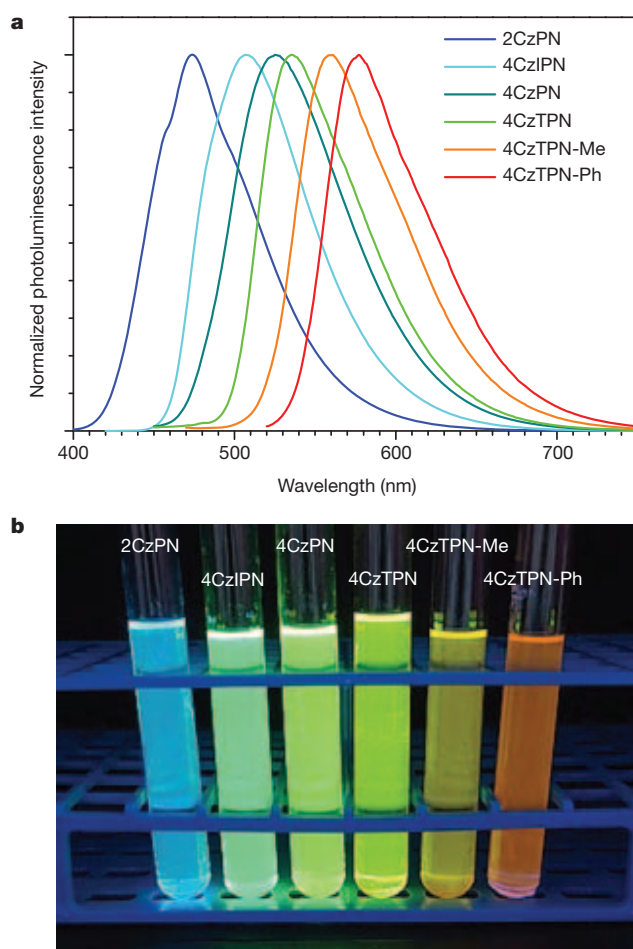 a
2CzPN
4CzIPN
4CzPN
4CzTPN
4CzTPN-Me
4CzTPN-Ph
Normalized photoluminescence intensity
400 500 600 700
Wavelength (nm)
b
2CzPN 4CzPN 4CzTPN-Me
4CzIPN 4CzTPN 4CzTPN-Ph